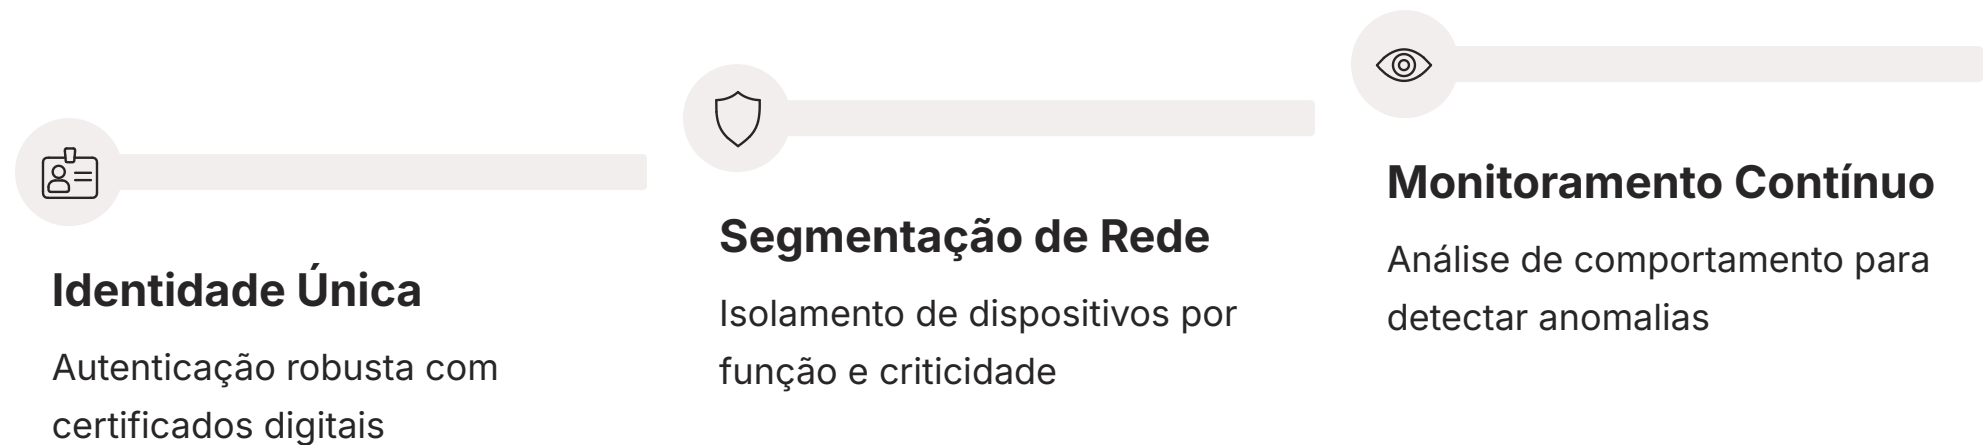 Identidade Única
Autenticação robusta com
certificados digitais
Segmentação de Rede
Isolamento de dispositivos por
função e criticidade
Monitoramento Contínuo
Análise de comportamento para
detectar anomalias